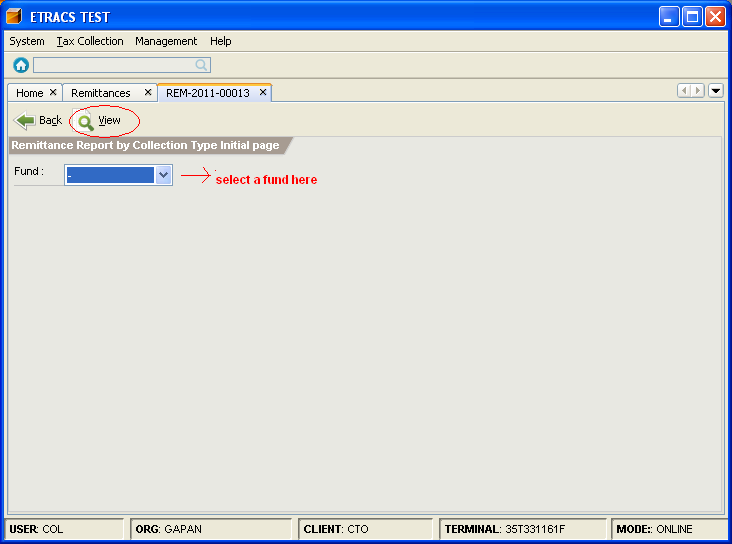 ETRACS TEST
System Tax Collection Management Help
Home Remittances REM-2011-00013
Back View
Remittance Report by Collection Type Initial page
Fund : - select a fund here
USER: COL ORG: GAPAN CLIENT: CTO TERMINAL: 35T331161F MODE:: ONLINE